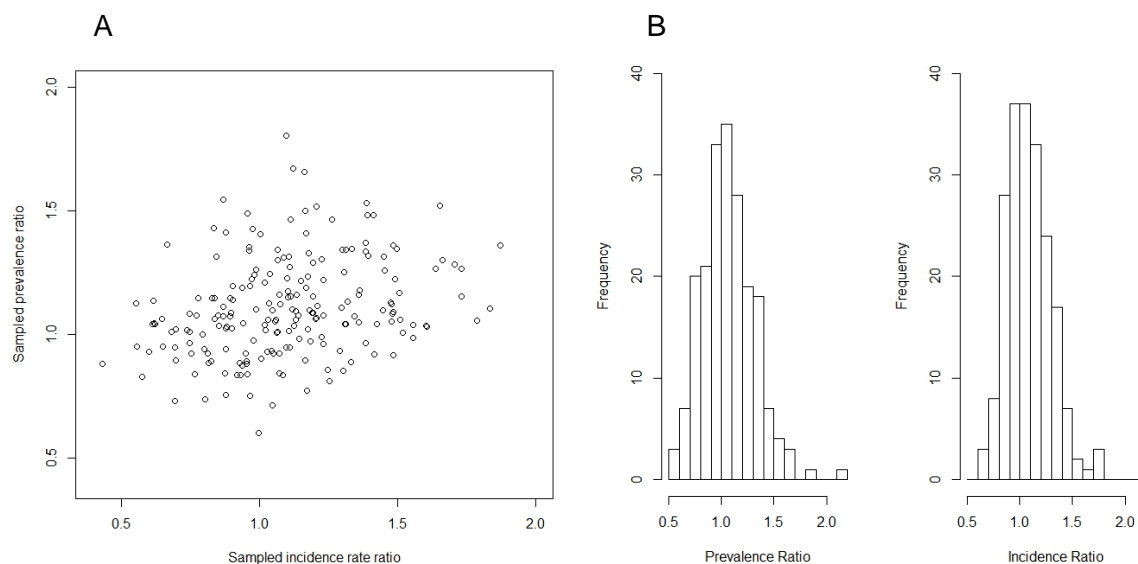 A
B
2.0
1.5
1.0
0.5
Sampled prevalence ratio
0.5 1.0 1.5 2.0
Sampled incidence rate ratio
40
30
20
10
0
Frequency
0.5 1.0 1.5 2.0
Prevalence Ratio
40
30
20
10
0
Frequency
0.5 1.0 1.5 2.0
Incidence Ratio